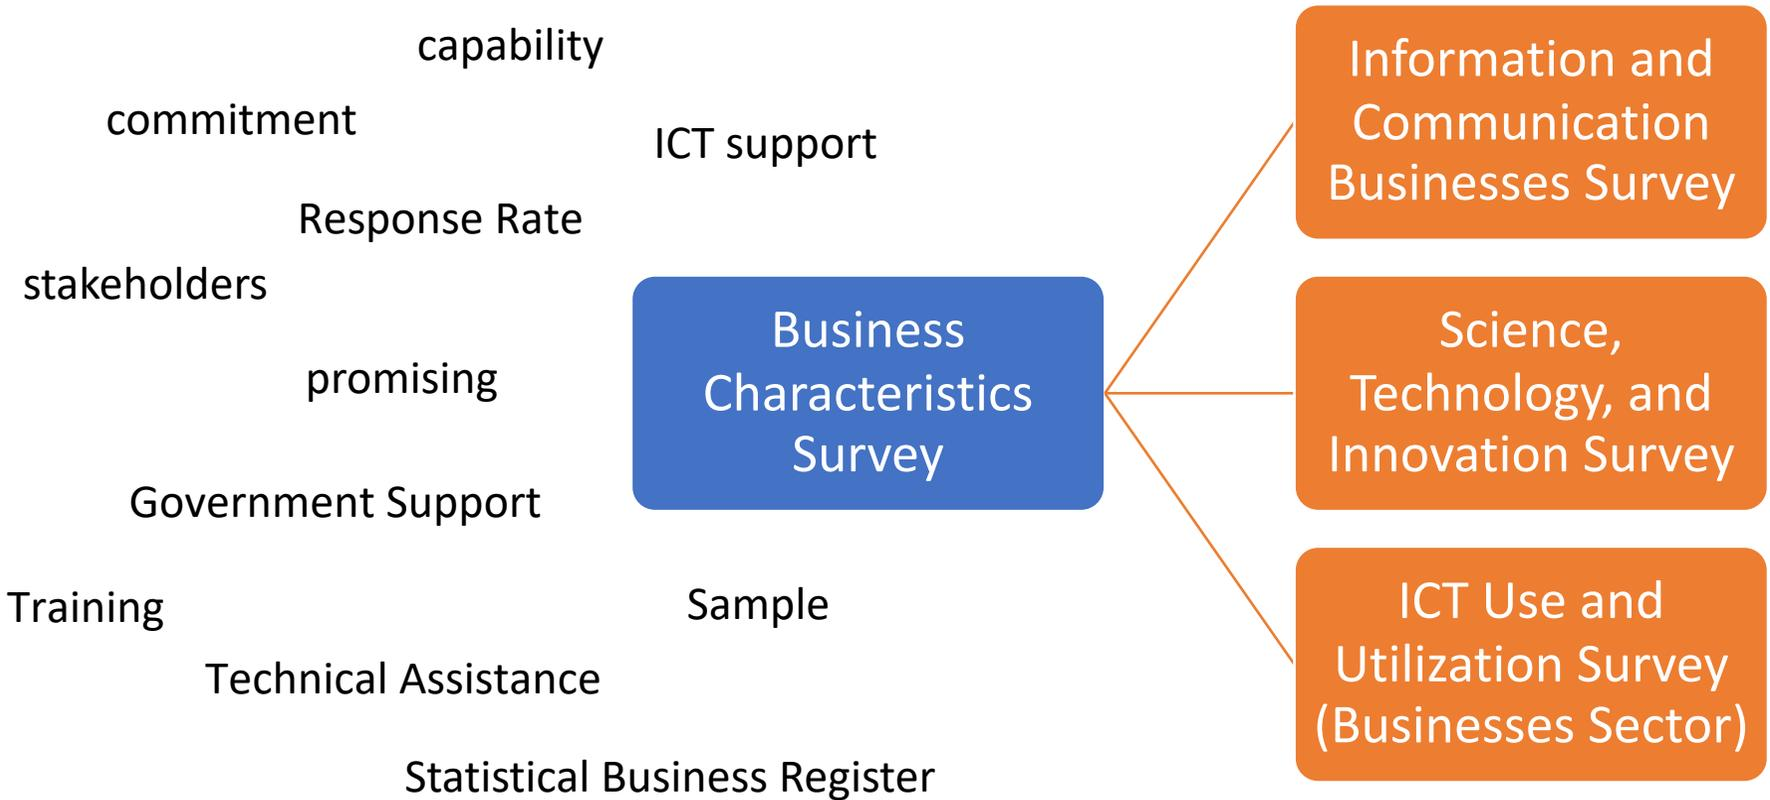 capability
commitment
ICT support
Response Rate
stakeholders
promising
Government Support
Training
Sample
Technical Assistance
Statistical Business Register
Business
Characteristics
Survey
Information and
Communication
Businesses Survey
Science,
Technology, and
Innovation Survey
ICT Use and
Utilization Survey
(Businesses Sector)